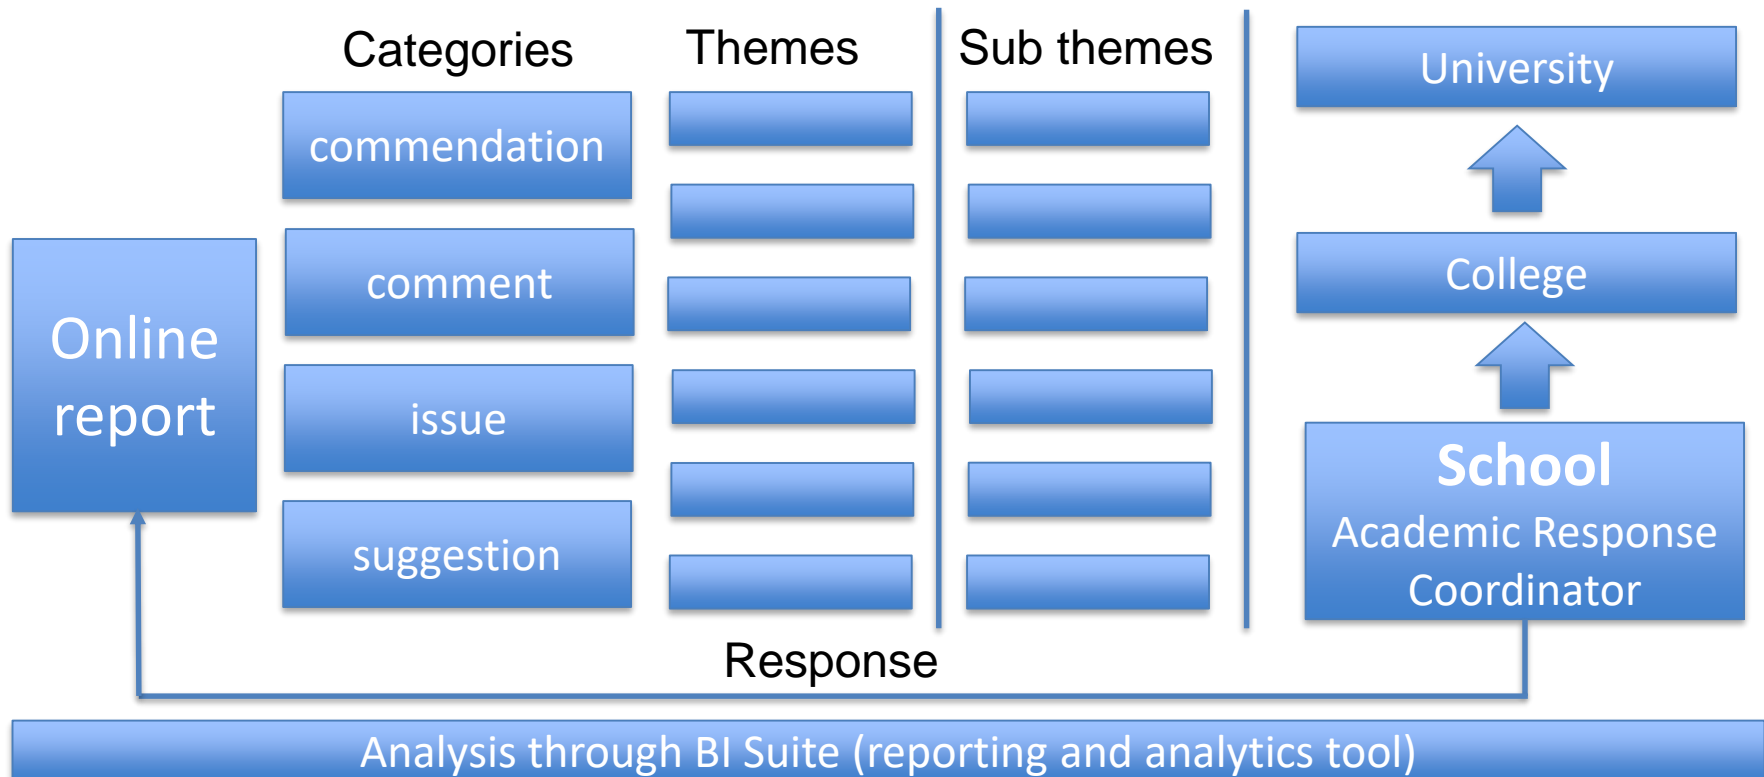 Categories
Themes
Sub themes
commendation
comment
issue
suggestion
Online
report
University
College
School
Academic Response
Coordinator
Response
Analysis through BI Suite (reporting and analytics tool)